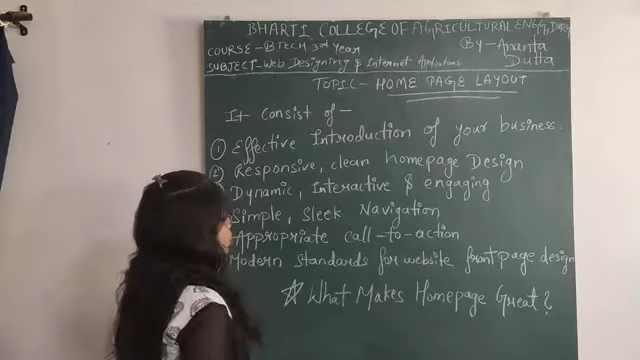 BHARTI COLLEGE OF AGRICULTURAL ENGG, DURG
COURSE - BTECH 3rd Year
By - Ananta Dutta
SUBJECT - Web Designing & Internet Applications
TOPIC - HOME PAGE LAYOUT
It consist of -
① Effective Introduction of your business.
② Responsive, clean homepage Design
Dynamic, Interactive & engaging
Simple, Sleek Navigation
Appropriate call-to-action
Modern standards for website frontpage design
☆ What Makes Homepage Great?